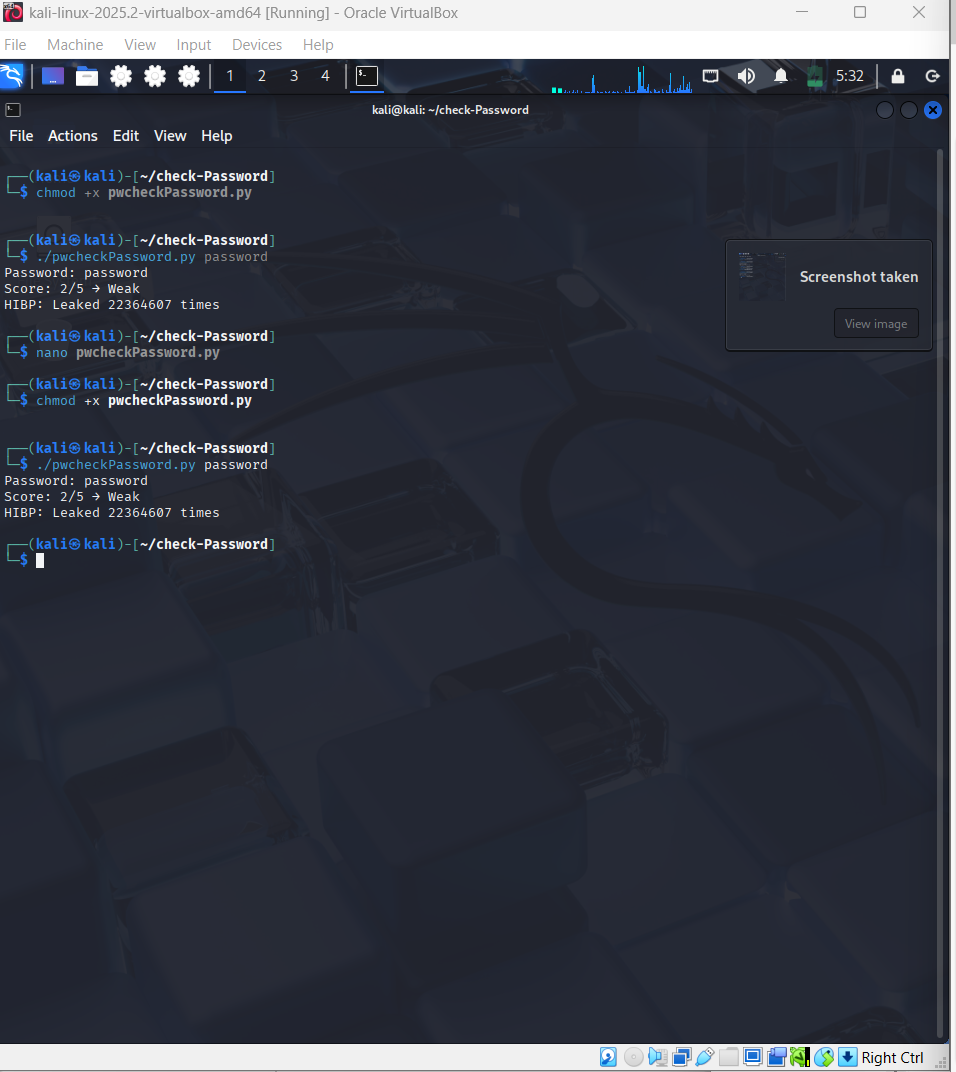 kali-linux-2025.2-virtualbox-amd64 [Running] - Oracle VirtualBox
File Machine View Input Devices Help
1 2 3 4 5:32
kali@kali: ~/check-Password
File Actions Edit View Help
┌──(kali㉿kali)-[~/check-Password]
└─$ chmod +x pwcheckPassword.py
┌──(kali㉿kali)-[~/check-Password]
└─$ ./pwcheckPassword.py password
Password: password
Score: 2/5 → Weak
HIBP: Leaked 22364607 times
┌──(kali㉿kali)-[~/check-Password]
└─$ nano pwcheckPassword.py
┌──(kali㉿kali)-[~/check-Password]
└─$ chmod +x pwcheckPassword.py
┌──(kali㉿kali)-[~/check-Password]
└─$ ./pwcheckPassword.py password
Password: password
Score: 2/5 → Weak
HIBP: Leaked 22364607 times
┌──(kali㉿kali)-[~/check-Password]
└─$
Screenshot taken
View image
Right Ctrl